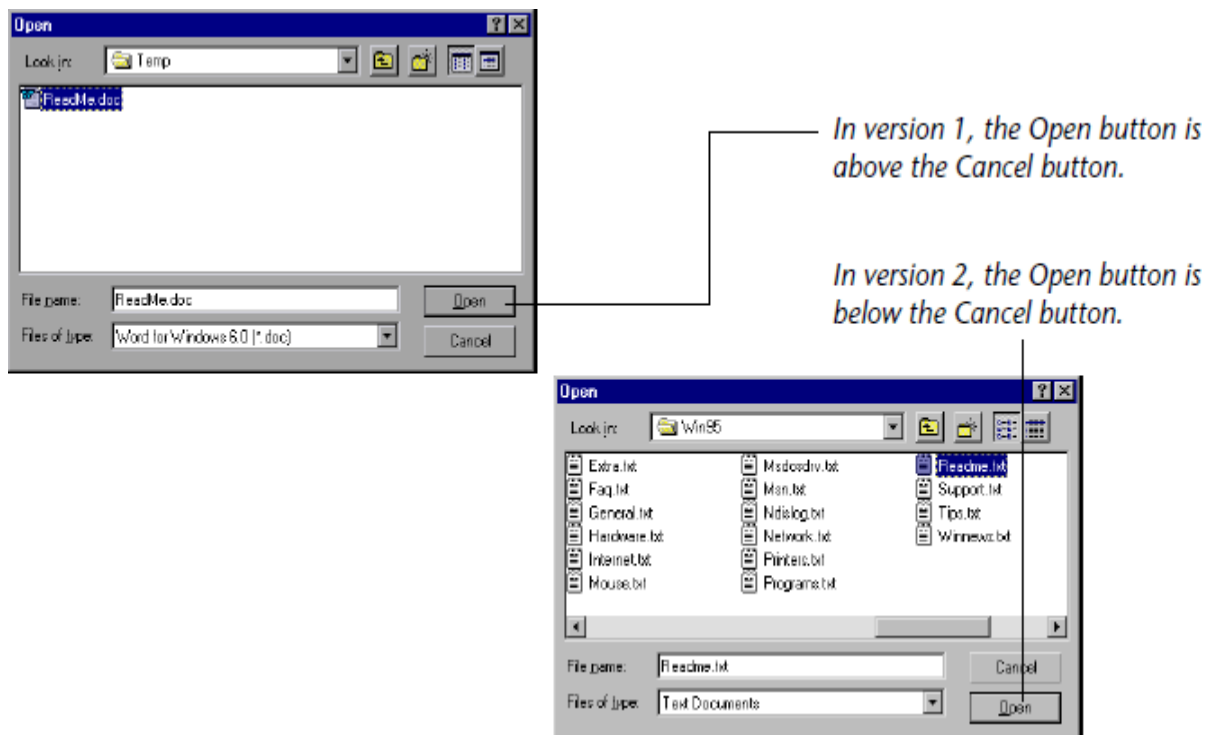 Open
Look in: Temp
ReadMe.doc
File name: ReadMe.doc Open
Files of type: Word for Windows 6.0 (*.doc) Cancel
In version 1, the Open button is
above the Cancel button.
In version 2, the Open button is
below the Cancel button.
Open
Look in: Win95
Extra.txt Msdosdrv.txt Readme.txt
Faq.txt Msn.txt Support.txt
General.txt Ndislog.txt Tips.txt
Hardware.txt Network.txt Winnews.txt
Internet.txt Printers.txt
Mouse.txt Programs.txt
File name: Readme.txt Cancel
Files of type: Text Documents Open